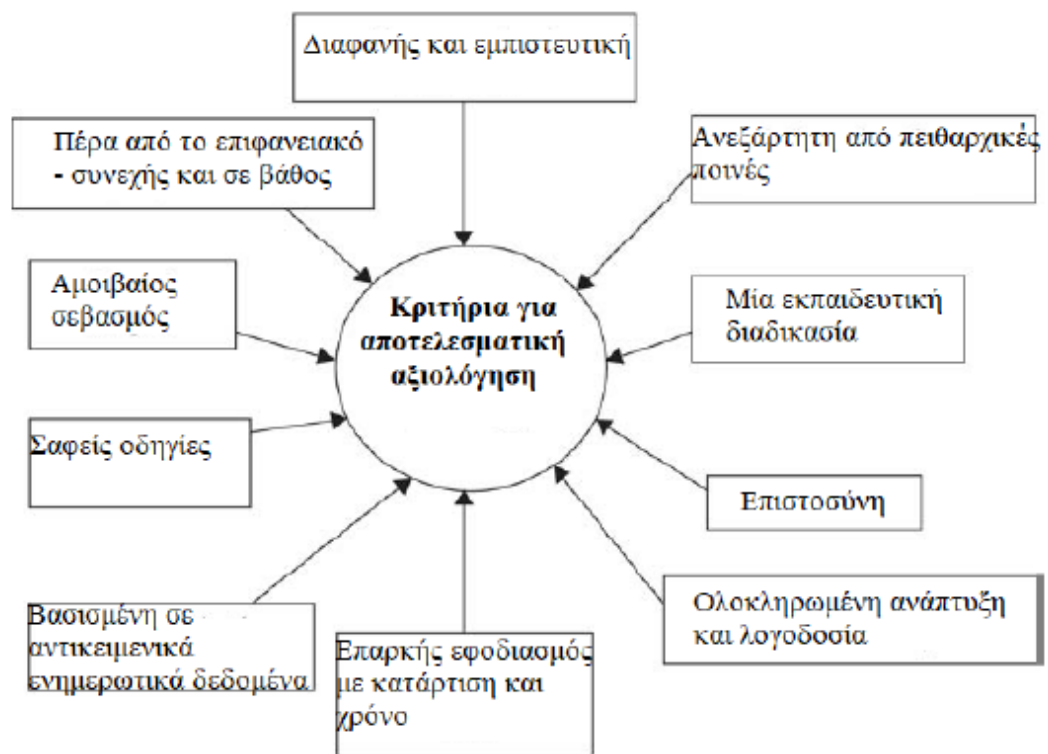 Διαφανής και εμπιστευτική
Πέρα από το επιφανειακό
- συνεχής και σε βάθος
Ανεξάρτητη από πειθαρχικές
ποινές
Αμοιβαίος
σεβασμός
Κριτήρια για
αποτελεσματική
αξιολόγηση
Μία εκπαιδευτική
διαδικασία
Σαφείς οδηγίες
Επιστοσύνη
Βασισμένη σε
αντικειμενικά
ενημερωτικά δεδομένα
Επαρκής εφοδιασμός
με κατάρτιση και
χρόνο
Ολοκληρωμένη ανάπτυξη
και λογοδοσία